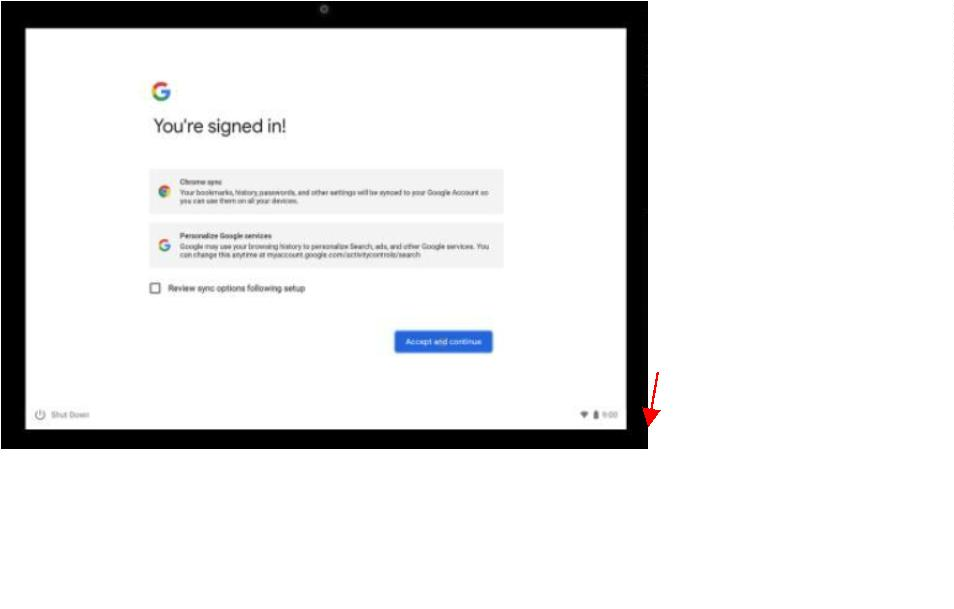 You're signed in!
Chrome sync
Your bookmarks, history, passwords, and other settings will be synced to your Google Account so
you can use them on all your devices.
Personalize Google services
Google may use your browsing history to personalize Search, ads, and other Google services. You
can change this anytime at myaccount.google.com/activitycontrols/search
Review sync options following setup
Accept and continue
Shut Down
9:00